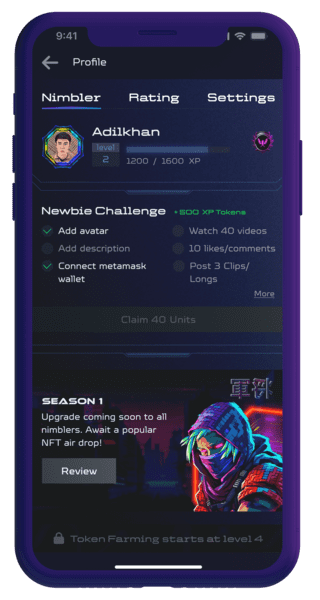 9:41
Profile
Nimbler Rating Settings
Adilkhan
level
2
1200 / 1600 XP
Newbie Challenge +500 XP Tokens
Add avatar
Watch 40 videos
Add description
10 likes/comments
Connect metamask
wallet
Post 3 Clips/
Longs
More
Claim 40 Units
SEASON 1
Upgrade coming soon to all
nimblers. Await a popular
NFT air drop!
Review
Token Farming starts at level 4